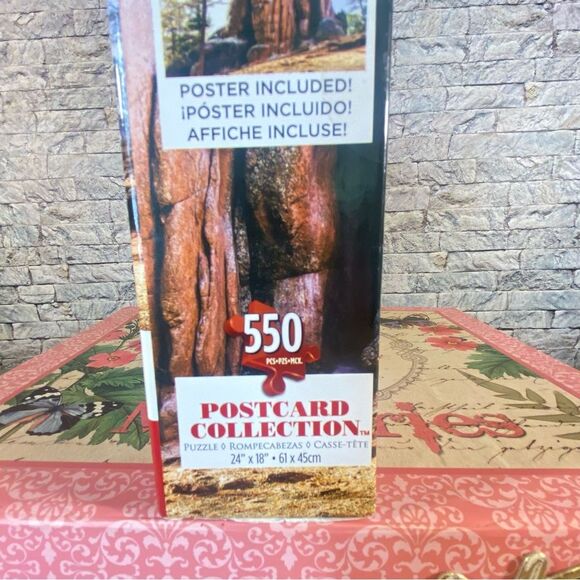 POSTER INCLUDED!
¡PÓSTER INCLUIDO!
AFFICHE INCLUSE!
550
PCS•PZS•MCX.
POSTCARD
COLLECTION™
PUZZLE ◊ ROMPECABEZAS ◊ CASSE-TÊTE
24" x 18" • 61 x 45cm